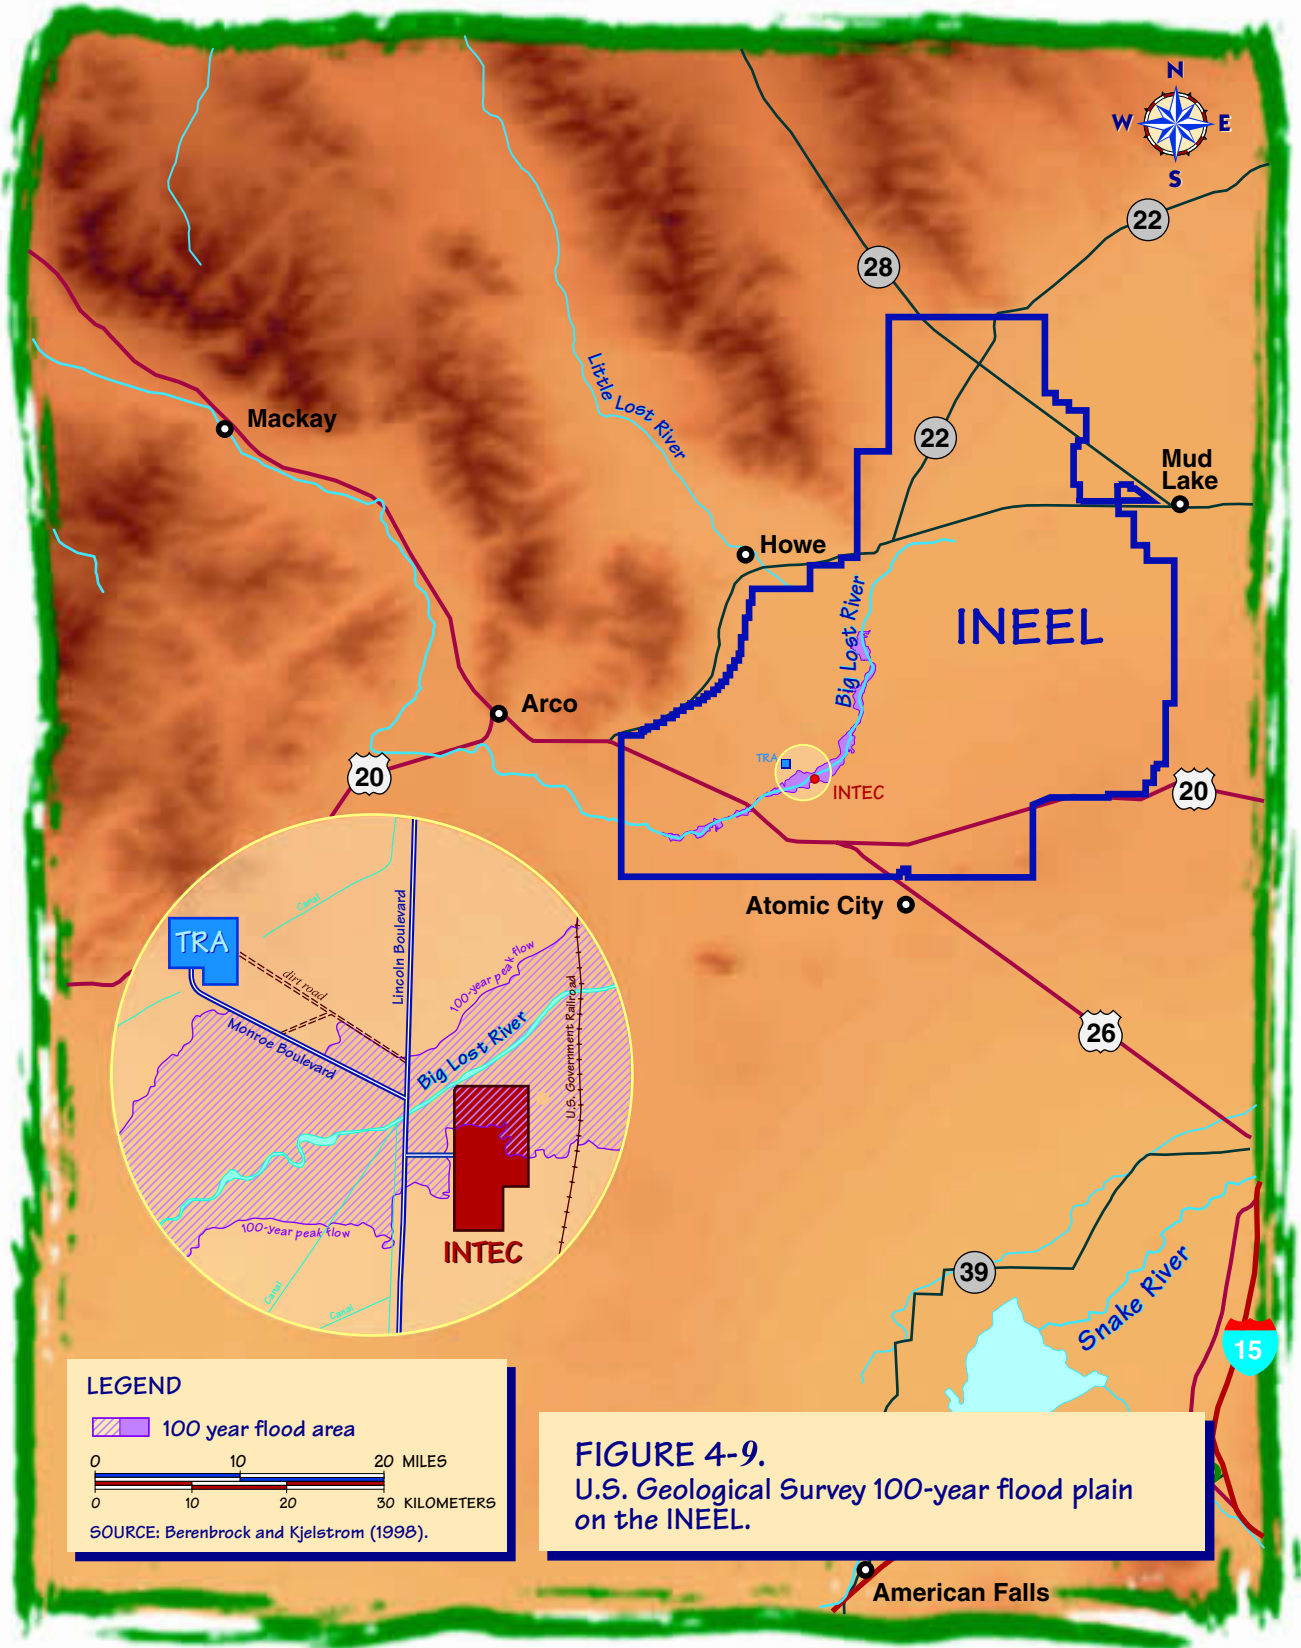 N
W
E
S
22
28
Little Lost River
Mackay
22
Mud
Lake
Howe
Big Lost River
INEEL
Arco
TRA
INTEC
20
20
Atomic City
Canal
Lincoln Boulevard
TRA
100-year peak flow
dirt road
U.S. Government Railroad
Monroe Boulevard
Big Lost River
26
100-year peak flow
INTEC
Canal
Canal
39
Snake River
15
LEGEND
100 year flood area
0 10 20 MILES
0 10 20 30 KILOMETERS
SOURCE: Berenbrock and Kjelstrom (1998).
FIGURE 4-9.
U.S. Geological Survey 100-year flood plain
on the INEEL.
American Falls